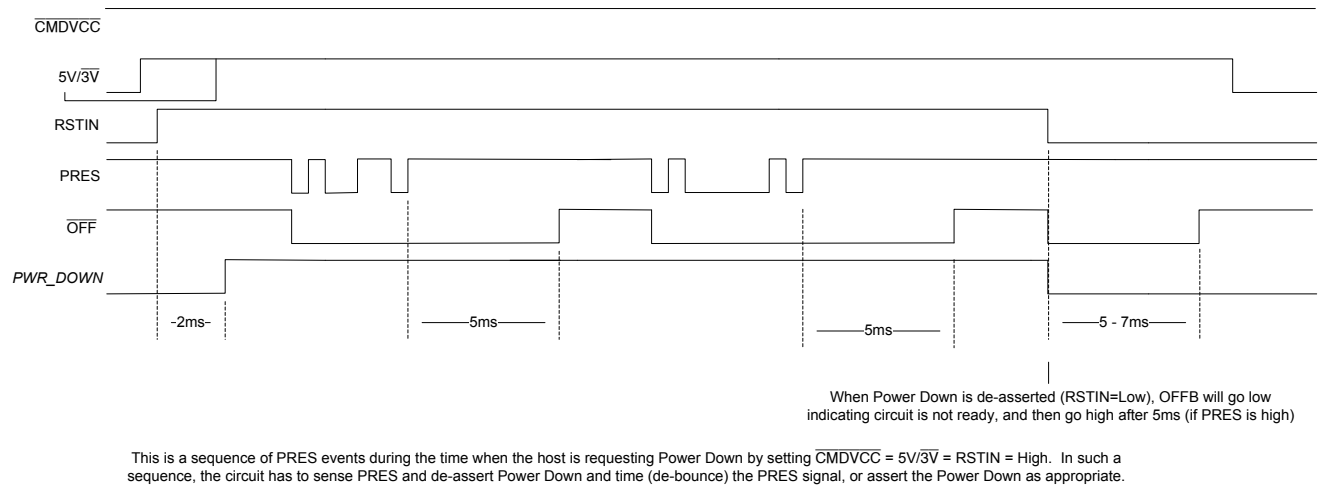 CMDVCC
5V/3V
RSTIN
PRES
OFF
PWR_DOWN
2ms
5ms
5ms
5 - 7ms
When Power Down is de-asserted (RSTIN=Low), OFFB will go low
indicating circuit is not ready, and then go high after 5ms (if PRES is high)
This is a sequence of PRES events during the time when the host is requesting Power Down by setting CMDVCC = 5V/3V = RSTIN = High. In such a
sequence, the circuit has to sense PRES and de-assert Power Down and time (de-bounce) the PRES signal, or assert the Power Down as appropriate.